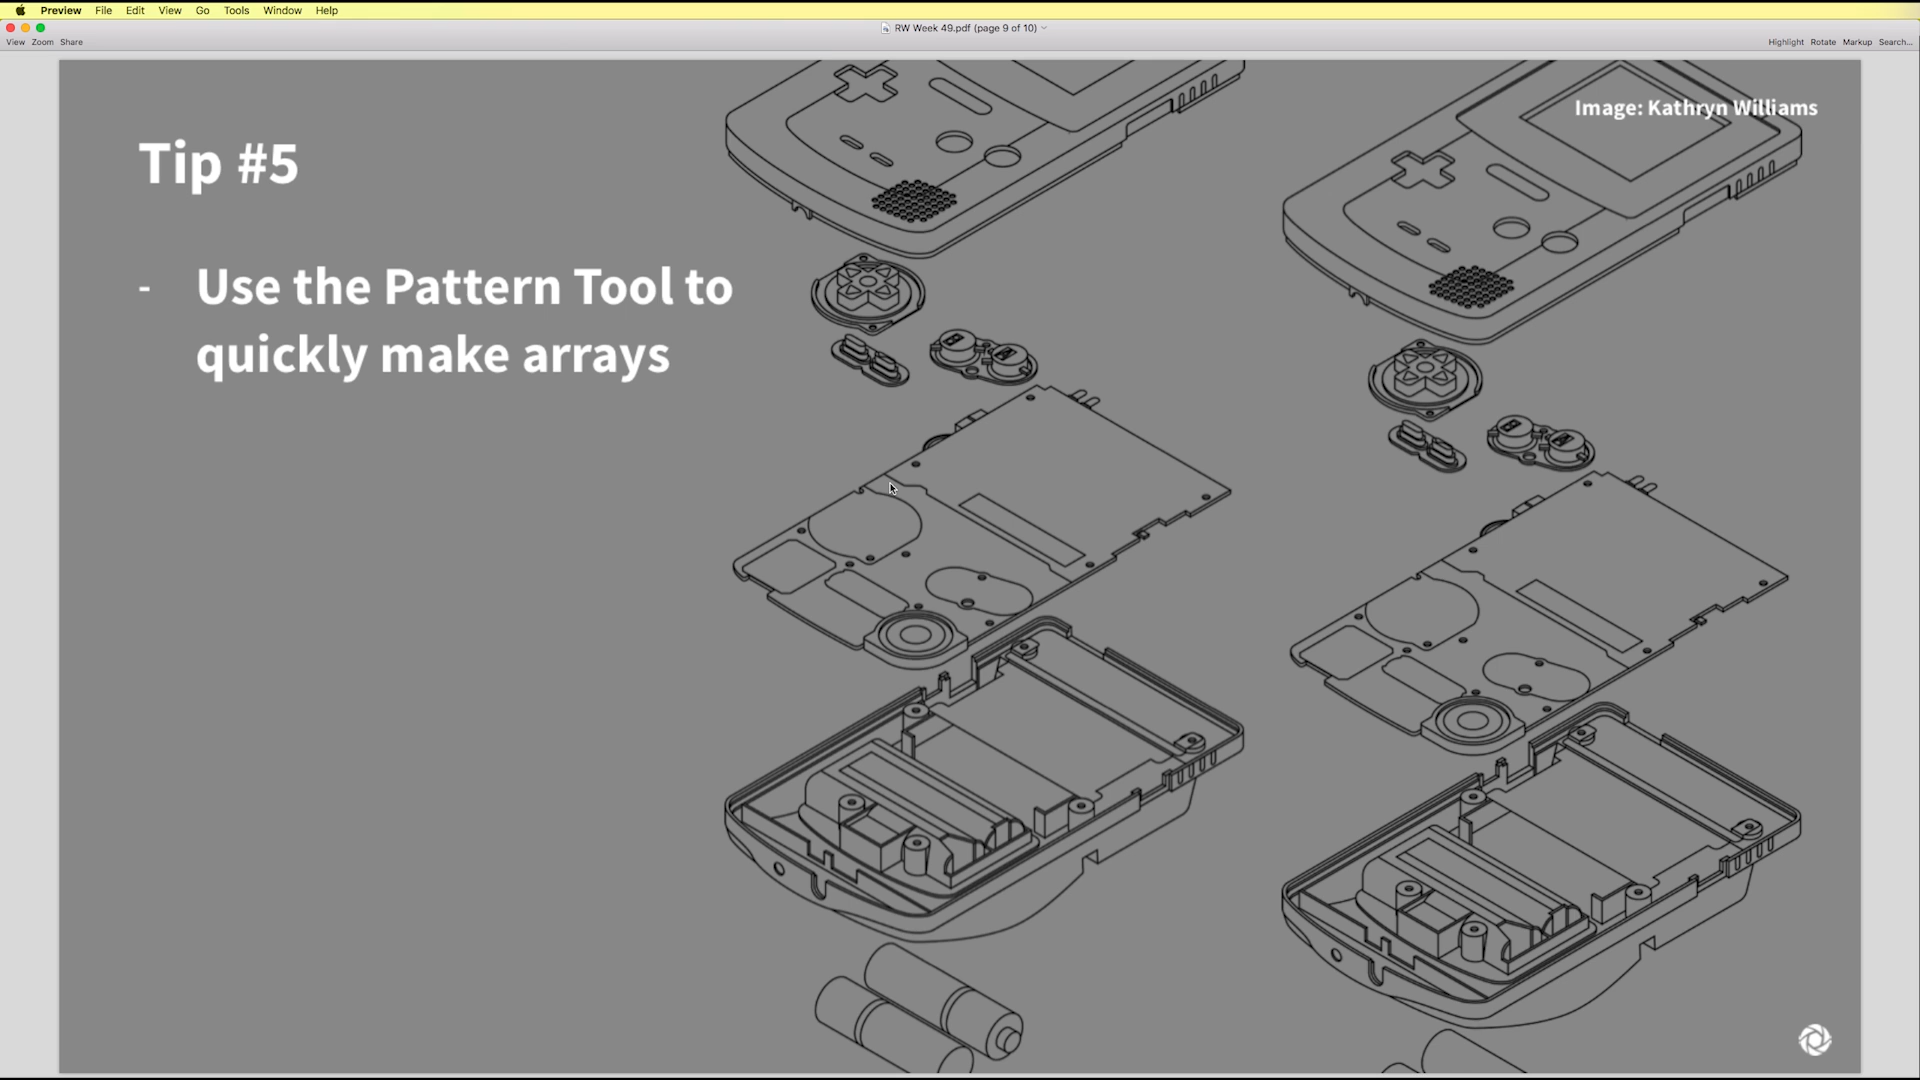 Preview File Edit View Go Tools Window Help
RW Week 49.pdf (page 9 of 10)
View Zoom Share
Highlight Rotate Markup Search...
Image: Kathryn Williams
Tip #5
- Use the Pattern Tool to
quickly make arrays